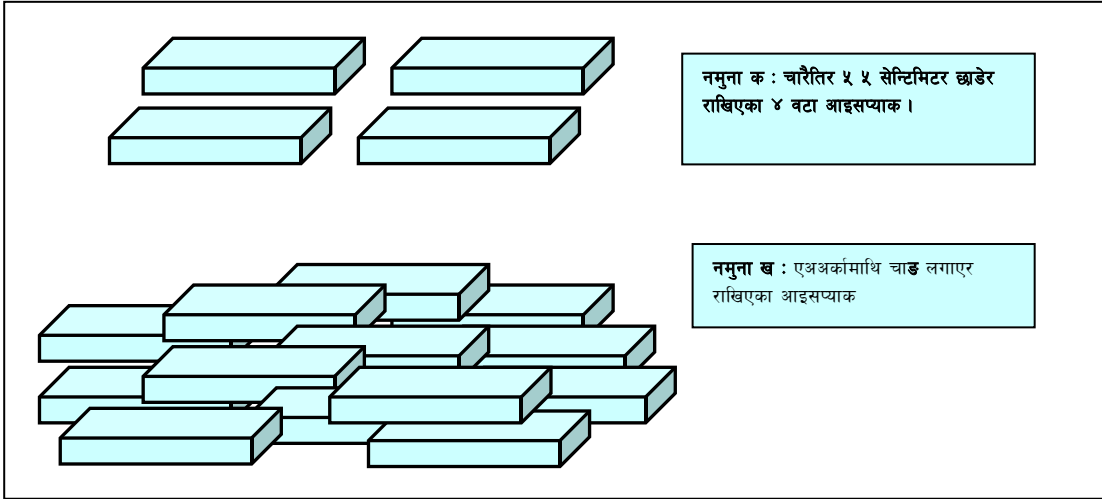 नमुना क : चारैतिर ५ ५ सेन्टिमिटर छाडेर
राखिएका ४ वटा आइसप्याक ।
नमुना ख : एअअर्कामाथि चाङ लगाएर
राखिएका आइसप्याक